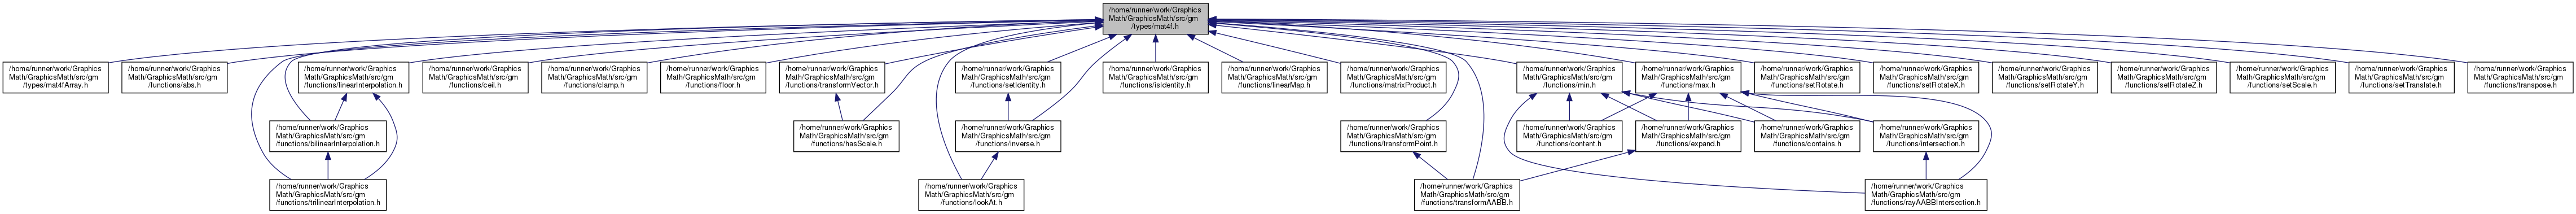 /home/runner/work/Graphics
Math/GraphicsMath/src/gm
/types/mat4f.h
/home/runner/work/Graphics
Math/GraphicsMath/src/gm
/types/mat4fArray.h
/home/runner/work/Graphics
Math/GraphicsMath/src/gm
/functions/abs.h
/home/runner/work/Graphics
Math/GraphicsMath/src/gm
/functions/linearInterpolation.h
/home/runner/work/Graphics
Math/GraphicsMath/src/gm
/functions/ceil.h
/home/runner/work/Graphics
Math/GraphicsMath/src/gm
/functions/clamp.h
/home/runner/work/Graphics
Math/GraphicsMath/src/gm
/functions/floor.h
/home/runner/work/Graphics
Math/GraphicsMath/src/gm
/functions/transformVector.h
/home/runner/work/Graphics
Math/GraphicsMath/src/gm
/functions/setIdentity.h
/home/runner/work/Graphics
Math/GraphicsMath/src/gm
/functions/isIdentity.h
/home/runner/work/Graphics
Math/GraphicsMath/src/gm
/functions/linearMap.h
/home/runner/work/Graphics
Math/GraphicsMath/src/gm
/functions/matrixProduct.h
/home/runner/work/Graphics
Math/GraphicsMath/src/gm
/functions/min.h
/home/runner/work/Graphics
Math/GraphicsMath/src/gm
/functions/max.h
/home/runner/work/Graphics
Math/GraphicsMath/src/gm
/functions/setRotate.h
/home/runner/work/Graphics
Math/GraphicsMath/src/gm
/functions/setRotateX.h
/home/runner/work/Graphics
Math/GraphicsMath/src/gm
/functions/setRotateY.h
/home/runner/work/Graphics
Math/GraphicsMath/src/gm
/functions/setRotateZ.h
/home/runner/work/Graphics
Math/GraphicsMath/src/gm
/functions/setScale.h
/home/runner/work/Graphics
Math/GraphicsMath/src/gm
/functions/setTranslate.h
/home/runner/work/Graphics
Math/GraphicsMath/src/gm
/functions/transpose.h
/home/runner/work/Graphics
Math/GraphicsMath/src/gm
/functions/bilinearInterpolation.h
/home/runner/work/Graphics
Math/GraphicsMath/src/gm
/functions/hasScale.h
/home/runner/work/Graphics
Math/GraphicsMath/src/gm
/functions/inverse.h
/home/runner/work/Graphics
Math/GraphicsMath/src/gm
/functions/transformPoint.h
/home/runner/work/Graphics
Math/GraphicsMath/src/gm
/functions/content.h
/home/runner/work/Graphics
Math/GraphicsMath/src/gm
/functions/expand.h
/home/runner/work/Graphics
Math/GraphicsMath/src/gm
/functions/contains.h
/home/runner/work/Graphics
Math/GraphicsMath/src/gm
/functions/intersection.h
/home/runner/work/Graphics
Math/GraphicsMath/src/gm
/functions/trilinearInterpolation.h
/home/runner/work/Graphics
Math/GraphicsMath/src/gm
/functions/lookAt.h
/home/runner/work/Graphics
Math/GraphicsMath/src/gm
/functions/transformAABB.h
/home/runner/work/Graphics
Math/GraphicsMath/src/gm
/functions/rayAABBIntersection.h